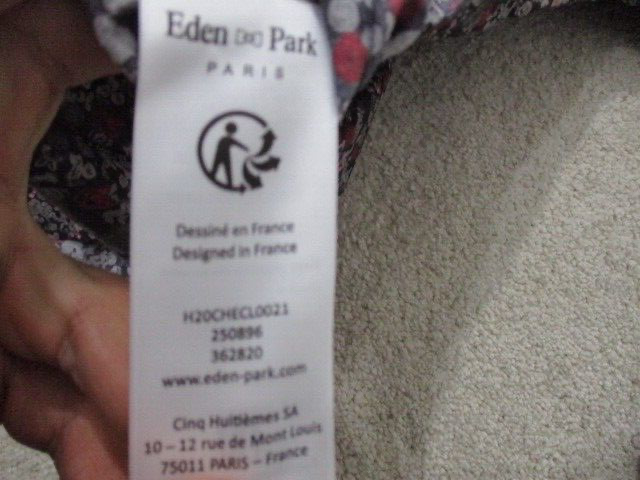 Eden Park
PARIS
Dessiné en France
Designed in France
H20CHECL0021
250896
362820
www.eden-park.com
Cinq Huitièmes SA
10 – 12 rue de Mont Louis
75011 PARIS – France